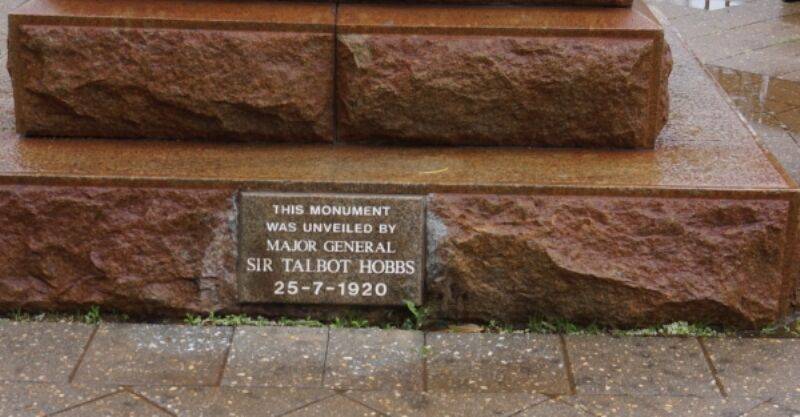 THIS MONUMENT
WAS UNVEILED BY
MAJOR GENERAL
SIR TALBOT HOBBS
25-7-1920